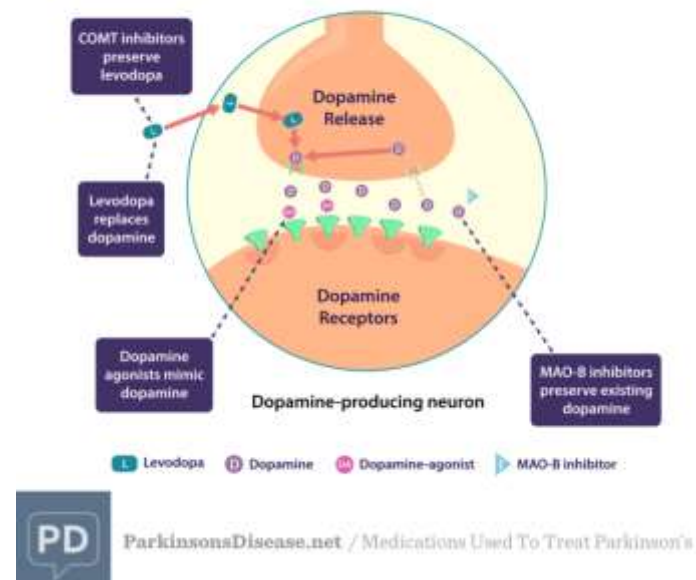 COMT inhibitors
preserve
levodopa
Dopamine
Release
Levodopa
replaces
dopamine
Dopamine
Receptors
Dopamine
agonists mimic
dopamine
MAO-B inhibitors
preserve existing
dopamine
Dopamine-producing neuron
L Levodopa D Dopamine DA Dopamine-agonist I MAO-B inhibitor
PD ParkinsonsDisease.net / Medications Used To Treat Parkinson's